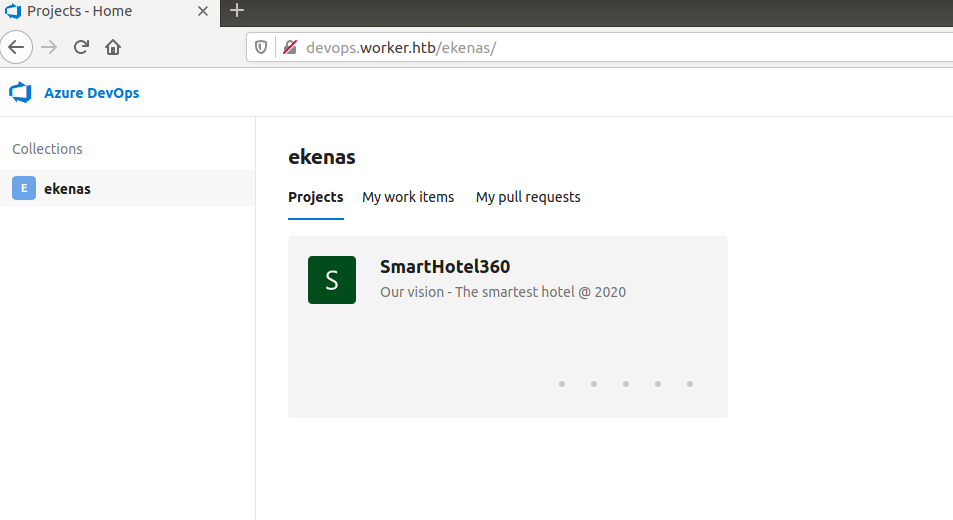 Projects - Home
devops.worker.htb/ekenas/
Azure DevOps
Collections
E ekenas
ekenas
Projects My work items My pull requests
S
SmartHotel360
Our vision - The smartest hotel @ 2020